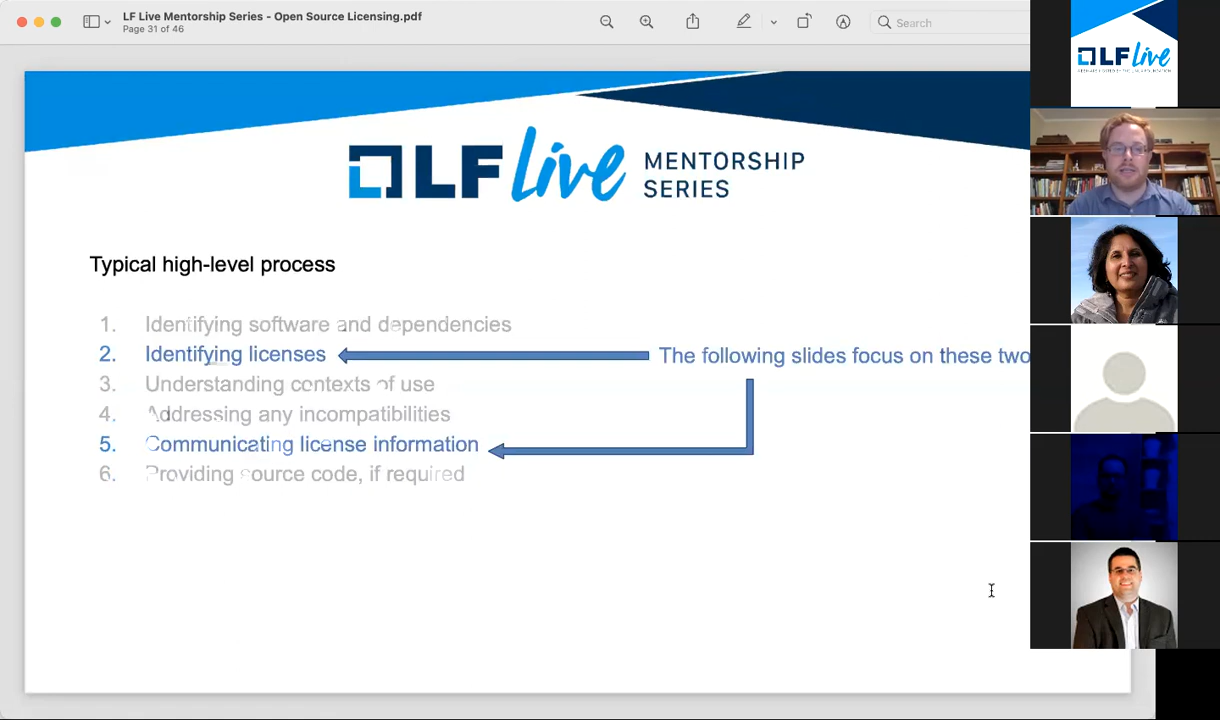 LF Live Mentorship Series - Open Source Licensing.pdf
Page 31 of 46
Search
LF Live MENTORSHIP SERIES
LF Live
Typical high-level process
1. Identifying software and dependencies
2. Identifying licenses
The following slides focus on these two
3. Understanding contexts of use
4. Addressing any incompatibilities
5. Communicating license information
6. Providing source code, if required